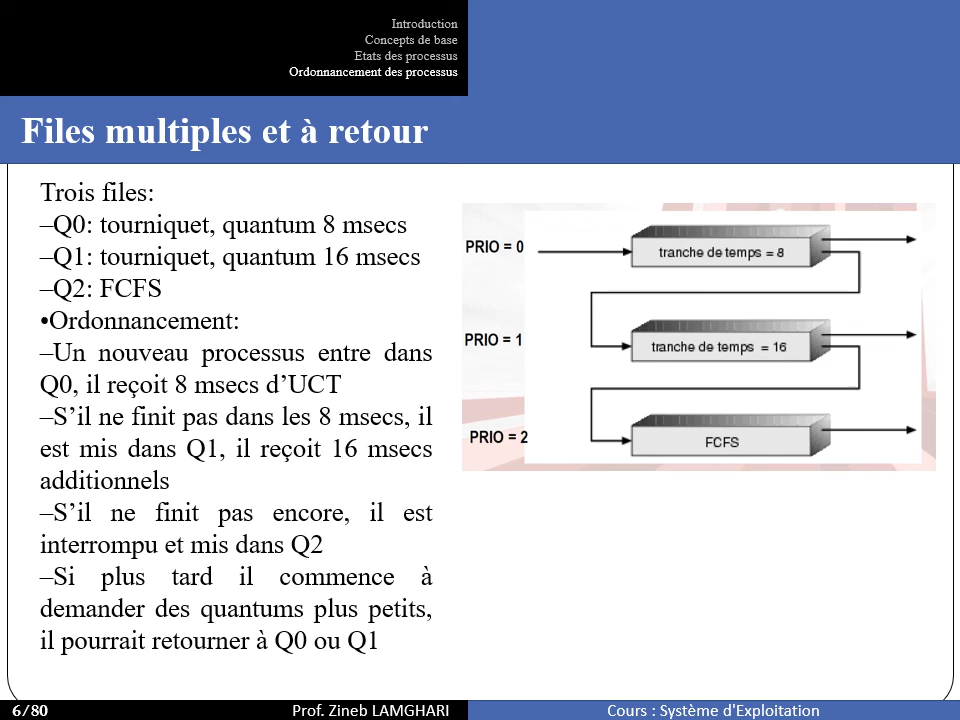 Introduction
Concepts de base
Etats des processus
Ordonnancement des processus
Files multiples et à retour
Trois files:
–Q0: tourniquet, quantum 8 msecs
–Q1: tourniquet, quantum 16 msecs
–Q2: FCFS
•Ordonnancement:
–Un nouveau processus entre dans
Q0, il reçoit 8 msecs d’UCT
–S’il ne finit pas dans les 8 msecs, il
est mis dans Q1, il reçoit 16 msecs
additionnels
–S’il ne finit pas encore, il est
interrompu et mis dans Q2
–Si plus tard il commence à
demander des quantums plus petits,
il pourrait retourner à Q0 ou Q1
PRIO = 0
tranche de temps = 8
PRIO = 1
tranche de temps = 16
PRIO = 2
FCFS
6/80
Prof. Zineb LAMGHARI
Cours : Système d'Exploitation